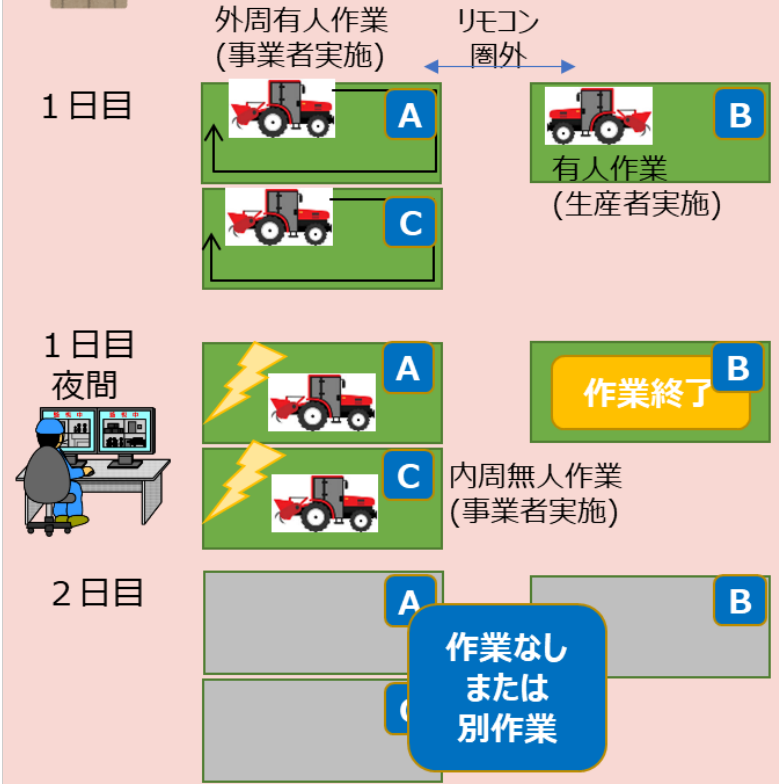 外周有人作業
(事業者実施)
リモコン
圏外
1日目
A
B
有人作業
(生産者実施)
C
1日目
夜間
A
B
作業終了
C
内周無人作業
(事業者実施)
2日目
A
B
作業なし
または
別作業